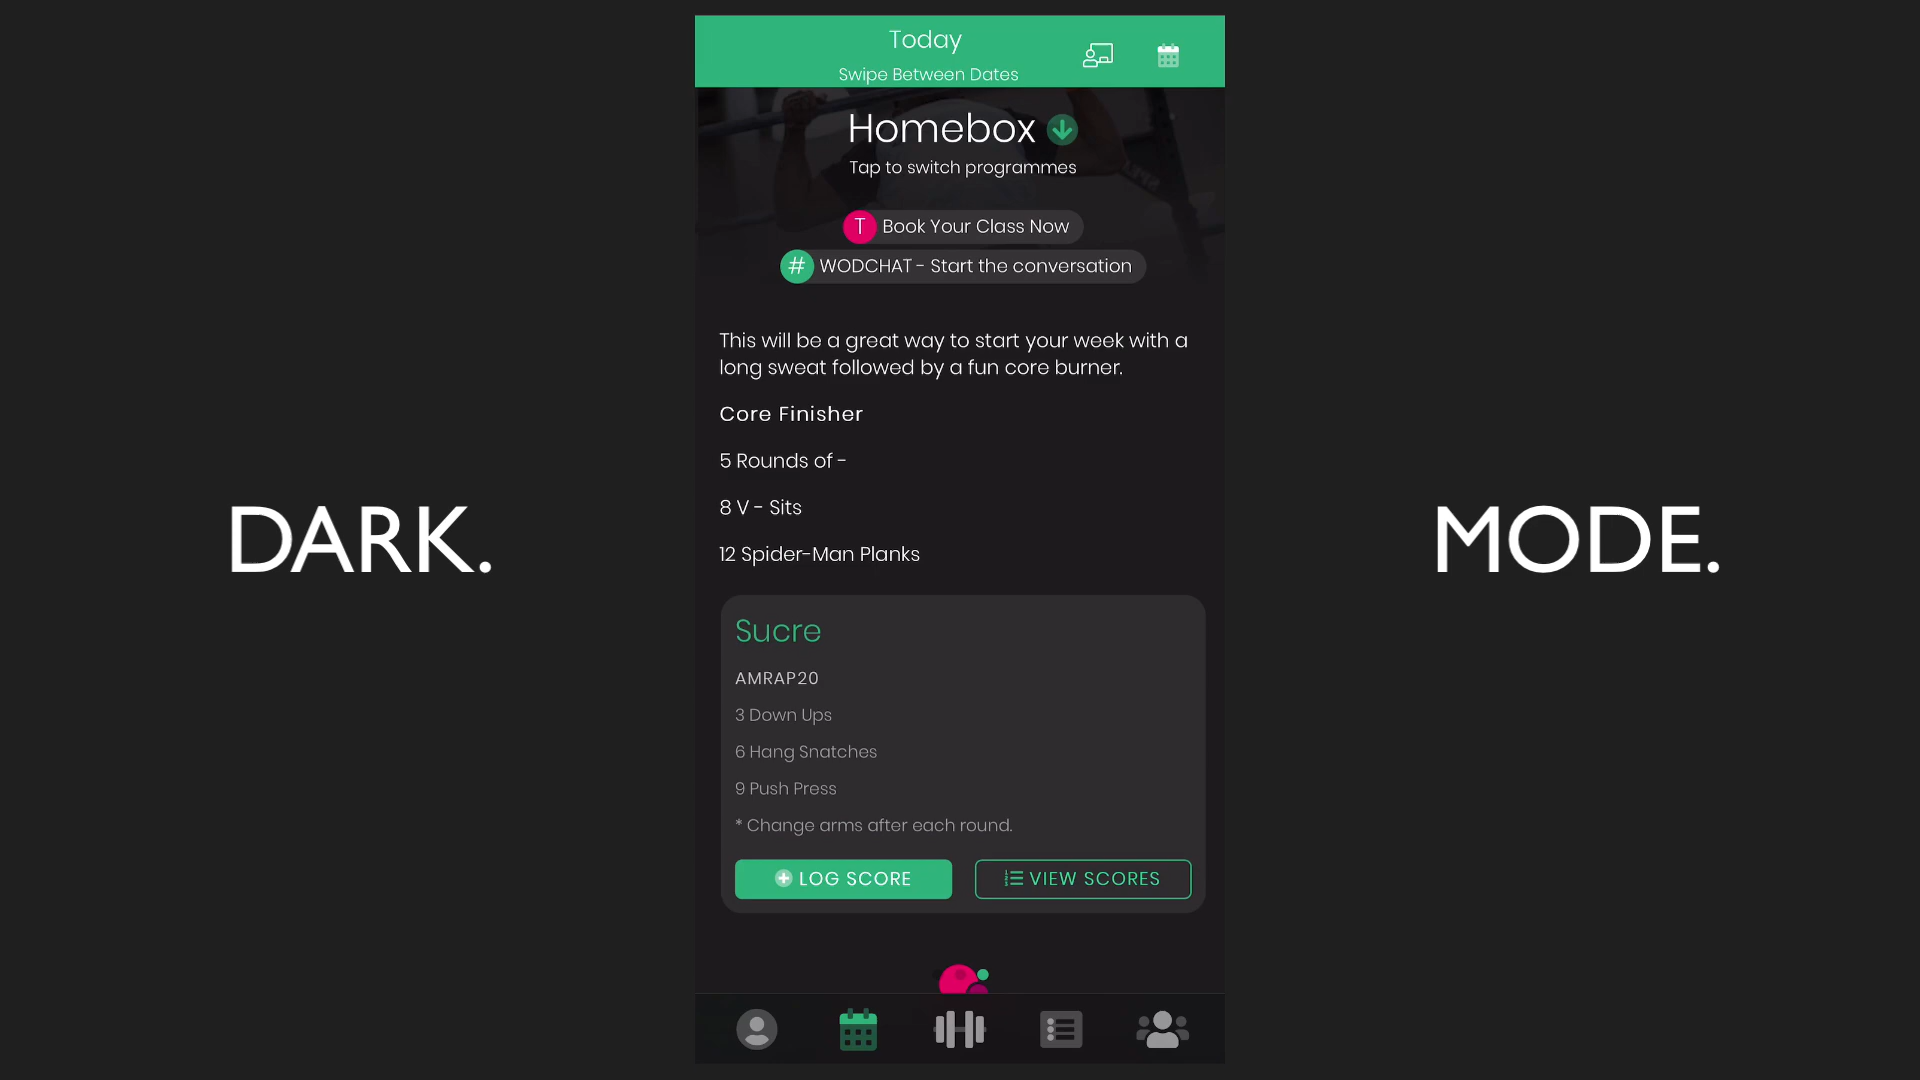 Today
Swipe Between Dates
Homebox
Tap to switch programmes
T Book Your Class Now
# WODCHAT - Start the conversation
This will be a great way to start your week with a
long sweat followed by a fun core burner.
Core Finisher
5 Rounds of -
8 V - Sits
12 Spider-Man Planks
DARK.
MODE.
Sucre
AMRAP20
3 Down Ups
6 Hang Snatches
9 Push Press
* Change arms after each round.
LOG SCORE
VIEW SCORES